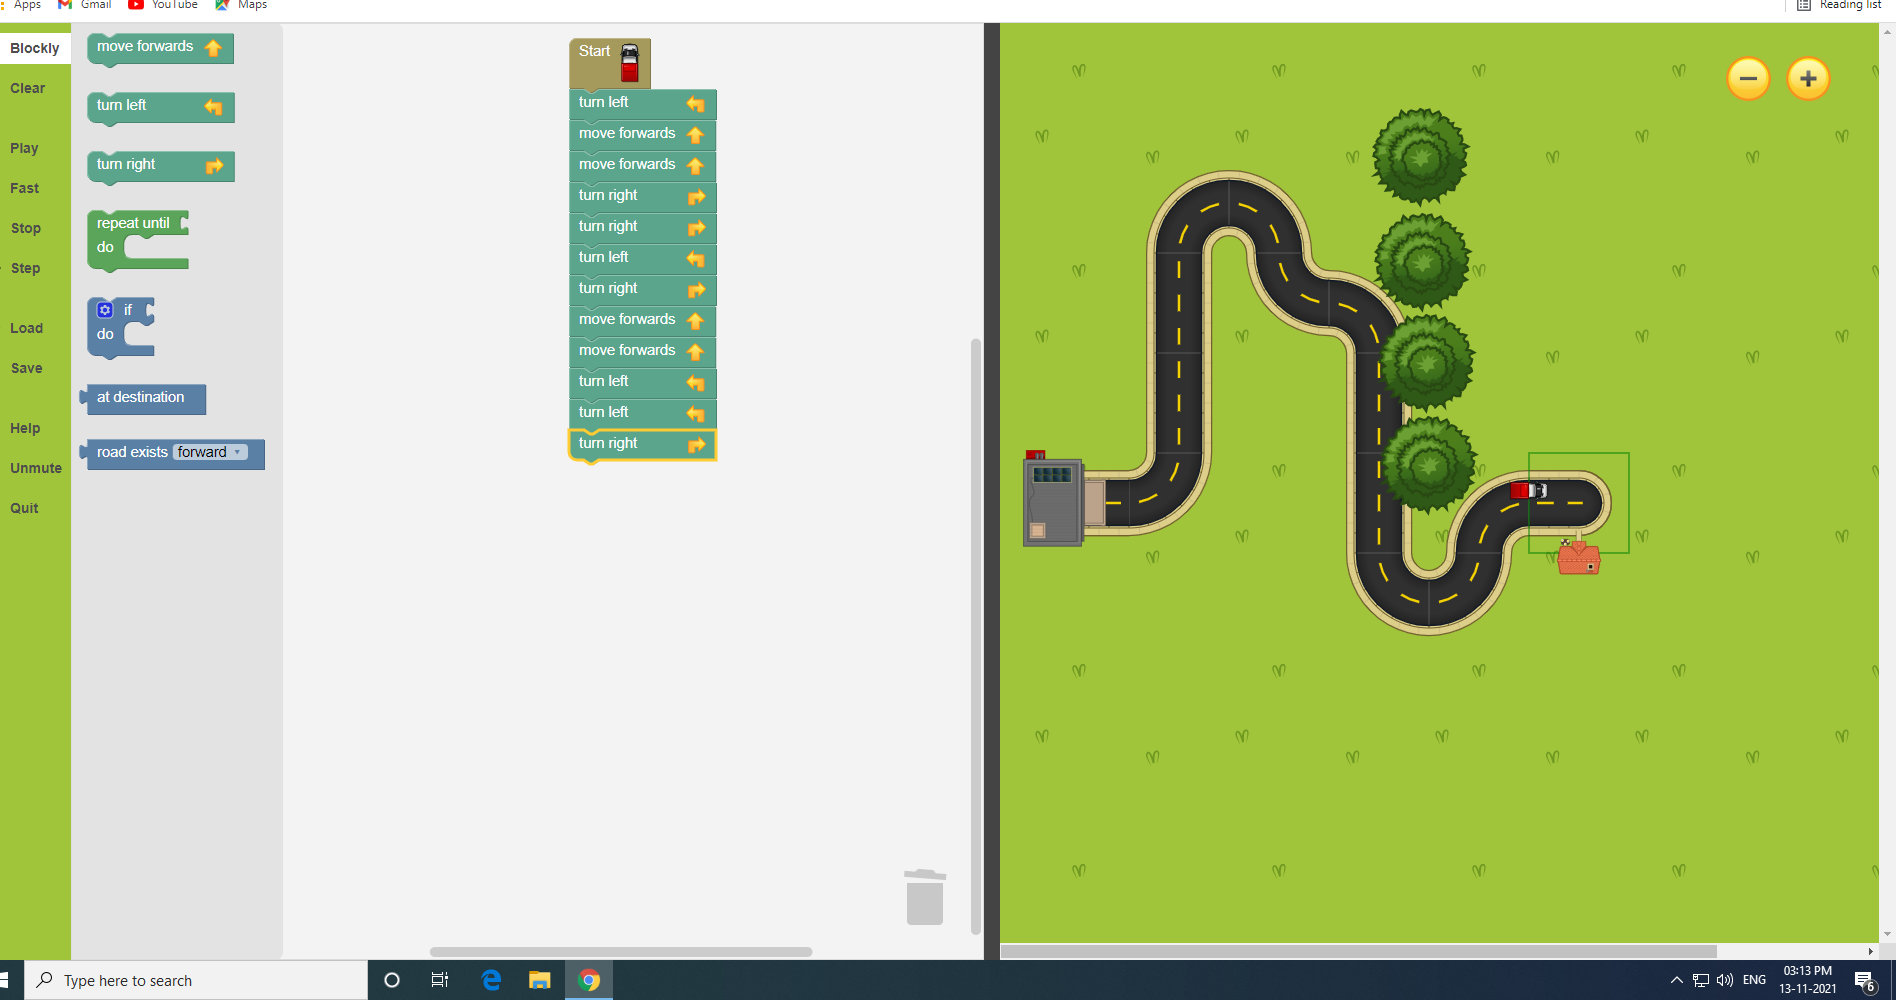 Apps Gmail YouTube Maps Reading list
Blockly
Clear
Play
Fast
Stop
Step
Load
Save
Help
Unmute
Quit
move forwards
turn left
turn right
repeat until
do
if
do
at destination
road exists forward
Start
turn left
move forwards
move forwards
turn right
turn right
turn left
turn right
move forwards
move forwards
turn left
turn left
turn right
Type here to search
ENG
03:13 PM
13-11-2021
6